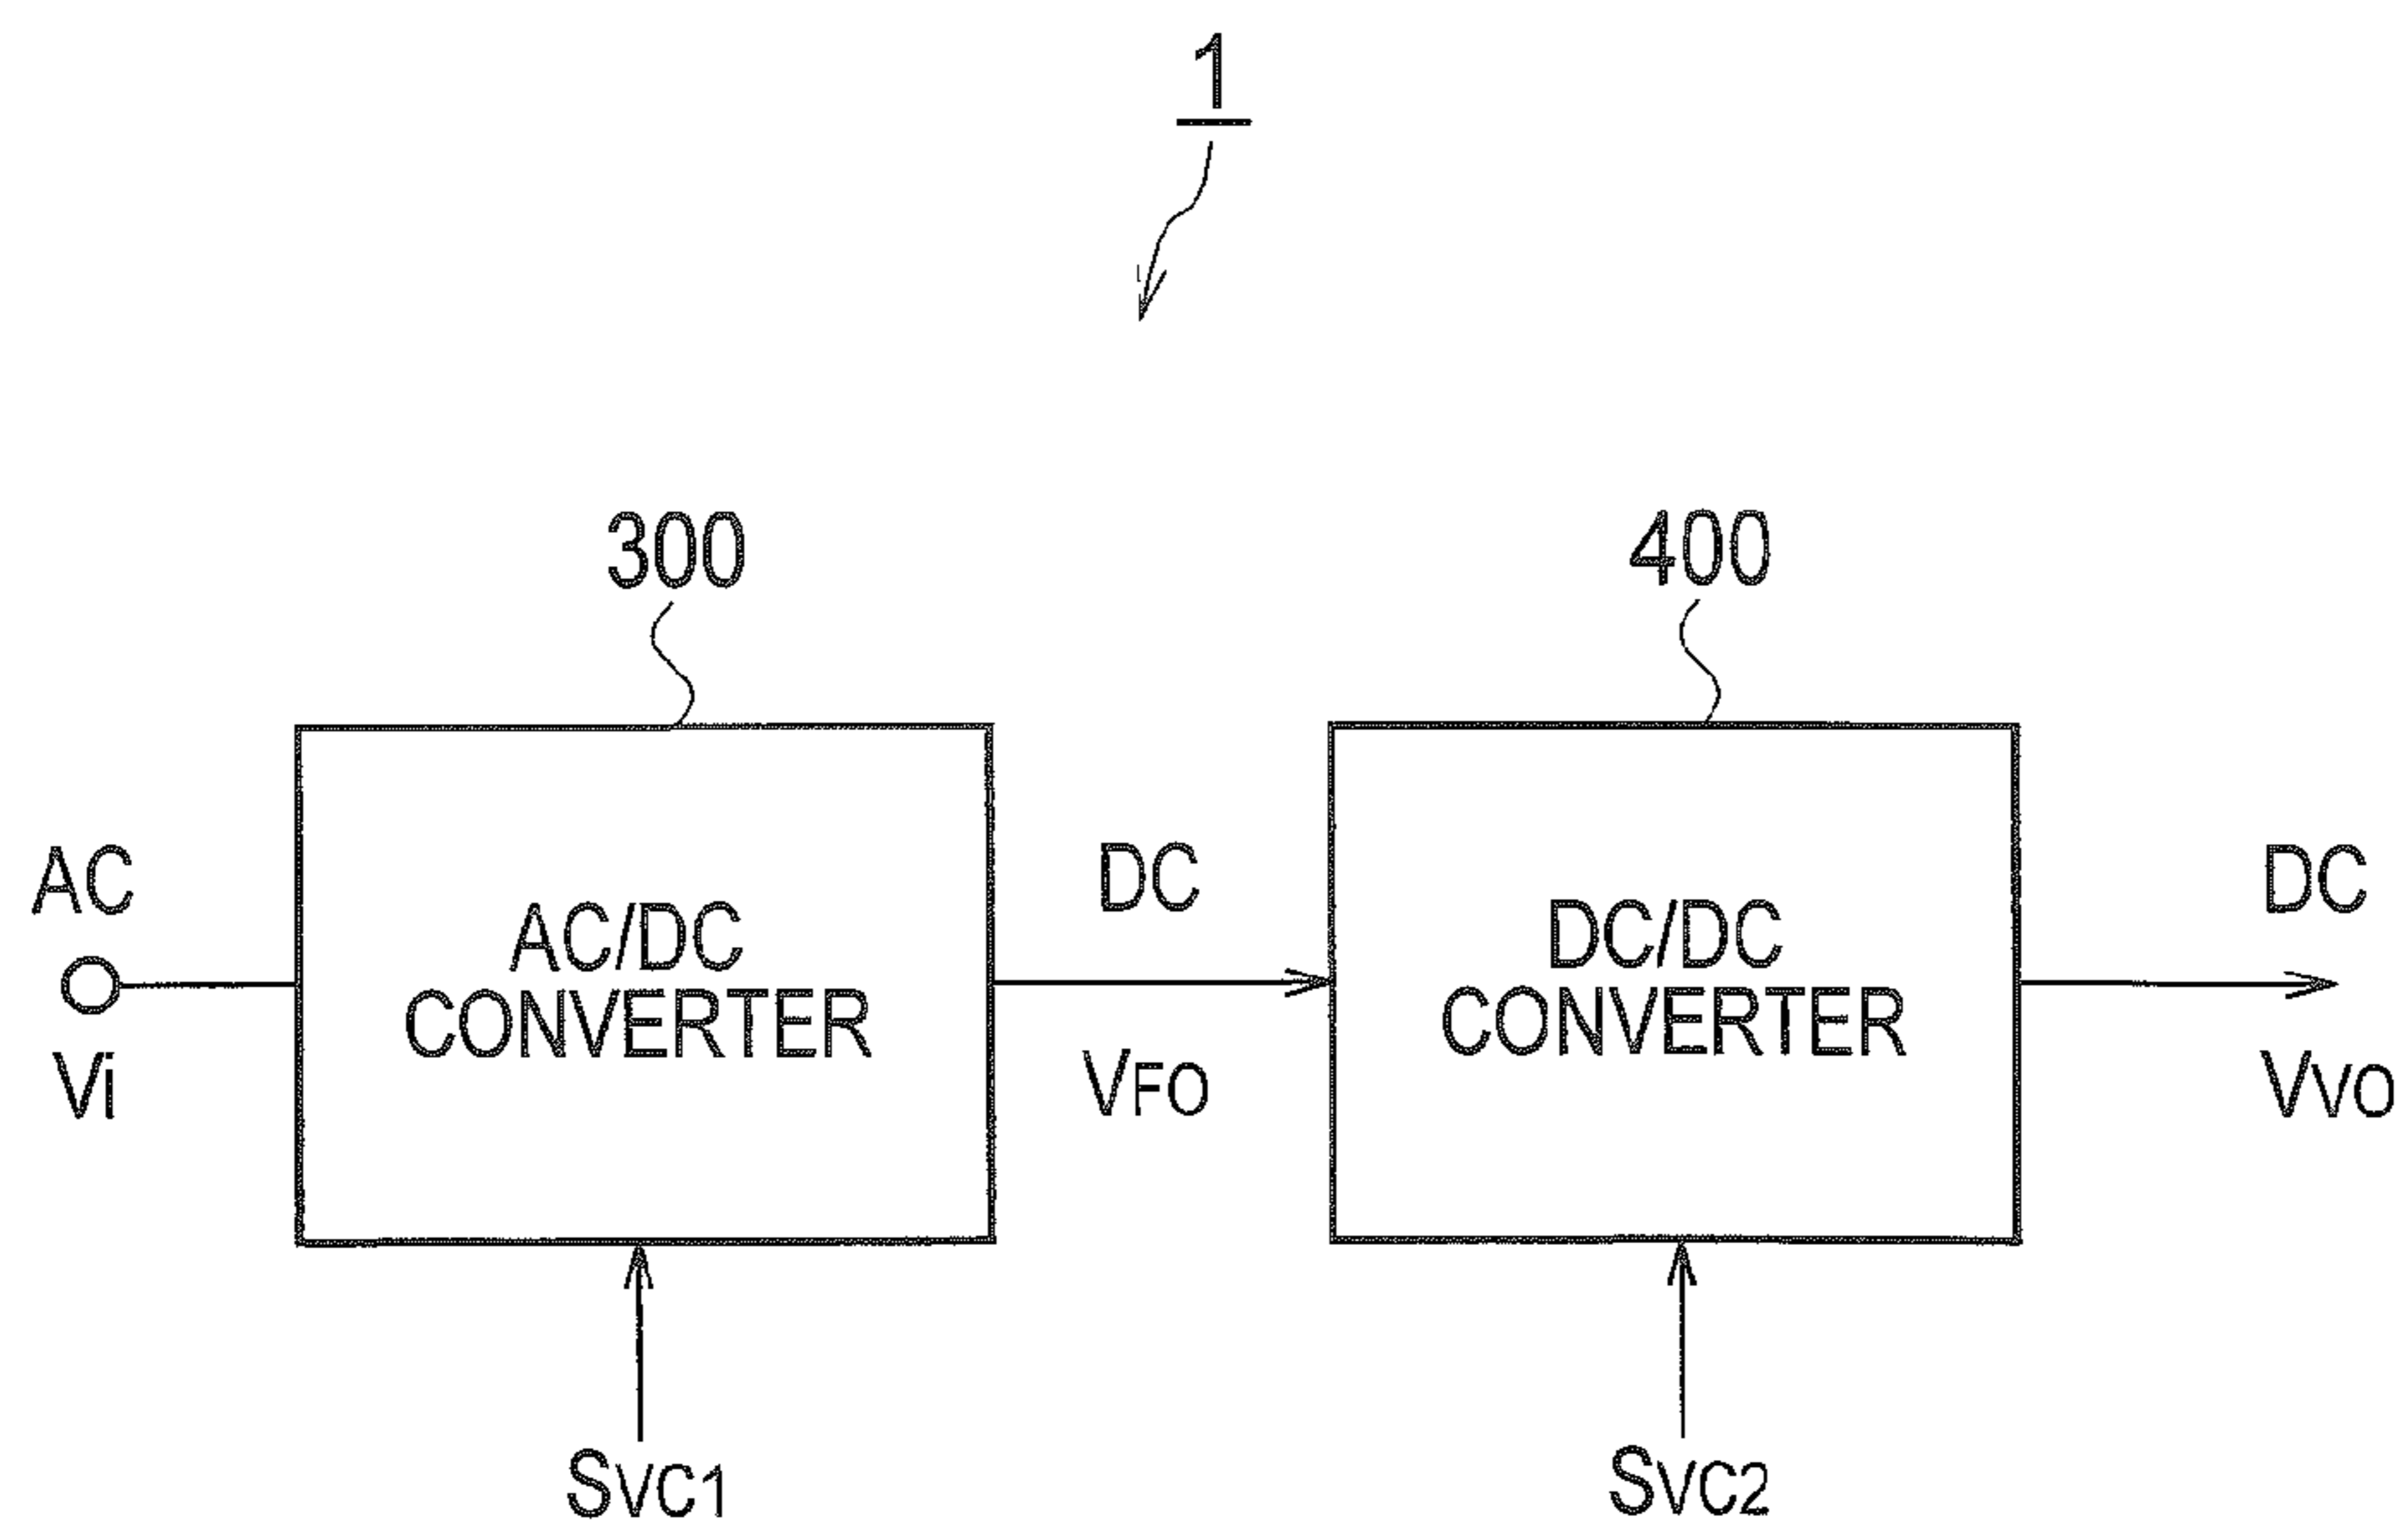 1
300
400
AC
DC
DC
AC/DC
CONVERTER
DC/DC
CONVERTER
Vi
VFO
VVO
SVC1
SVC2